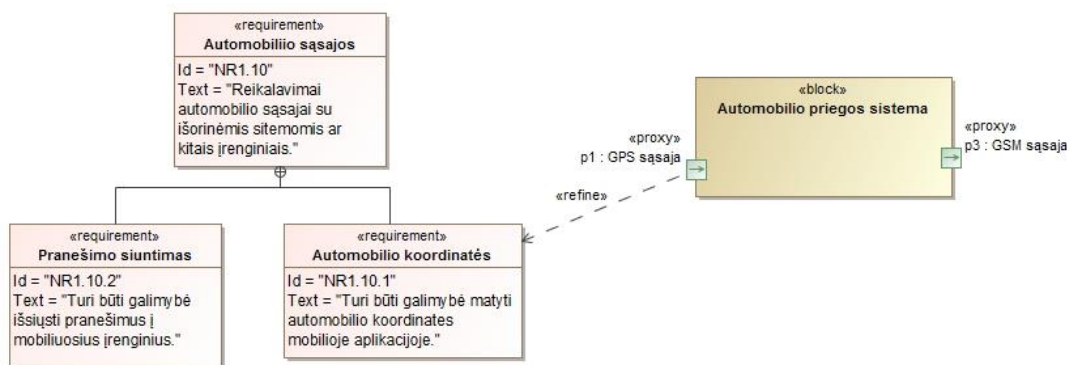 «requirement»
Automobiliio sąsajos
Id = "NR1.10"
Text = "Reikalavimai
automobilio sąsajai su
išorinėmis sitemomis ar
kitais įrenginiais."
«block»
Automobilio priegos sistema
«proxy»
p1 : GPS sąsaja
«proxy»
p3 : GSM sąsaja
«refine»
«requirement»
Pranešimo siuntimas
Id = "NR1.10.2"
Text = "Turi būti galimybė
išsiųsti pranešimus į
mobiliuosius įrenginius."
«requirement»
Automobilio koordinatės
Id = "NR1.10.1"
Text = "Turi būti galimybė matyti
automobilio koordinates
mobilioje aplikacijoje."